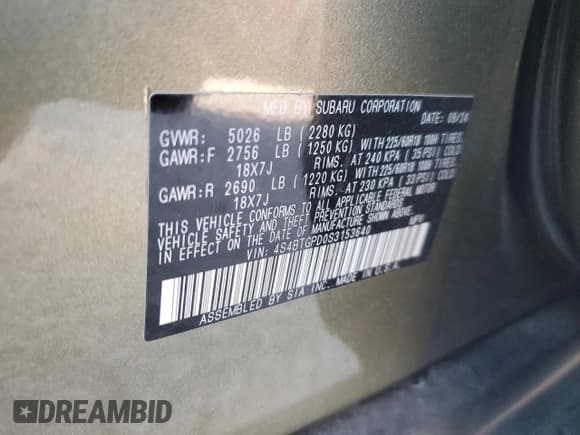 MFD BY SUBARU CORPORATION
DATE: 09/24
GVWR: 5026 LB (2280 KG)
GAWR:F 2756 LB (1250 KG) WITH 225/60R18 100H TIRES.
18X7J RIMS. AT 240 KPA (35 PSI) COLD
GAWR:R 2690 LB (1220 KG) WITH 225/60R18 100H TIRES.
18X7J RIMS. AT 230 KPA (33 PSI) COLD
THIS VEHICLE CONFORMS TO ALL APPLICABLE FEDERAL MOTOR
VEHICLE SAFETY AND BUMPER STANDARDS
IN EFFECT ON THE DATE OF MANUFACTURE SHOWN ABOVE.
VIN: 4S4BTGPD0S3153640 MPV
ASSEMBLED BY SIA INC. MADE IN U.S.A.
DREAMBID